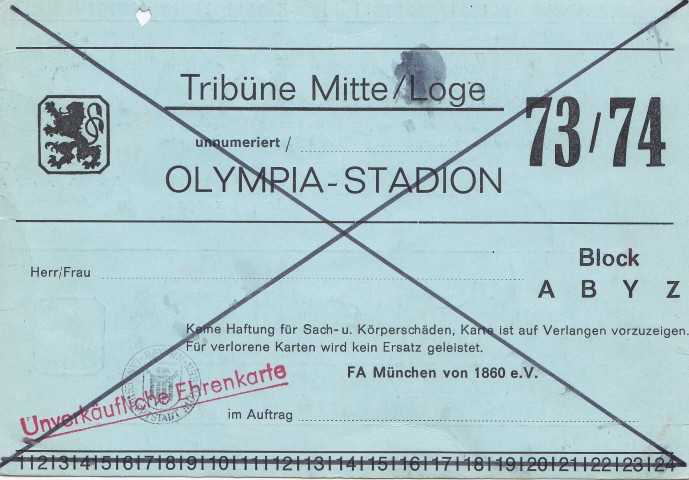 Tribüne Mitte/Loge
73/74
unnumeriert /
OLYMPIA-STADION
Herr/Frau
Block
A B Y Z
Keine Haftung für Sach- u. Körperschäden, Karte ist auf Verlangen vorzuzeigen.
Für verlorene Karten wird kein Ersatz geleistet.
FA München von 1860 e.V.
Unverkäufliche Ehrenkarte
im Auftrag
1|2|3|4|5|6|7|8|9|10|11|12|13|14|15|16|17|18|19|20|21|22|23|24